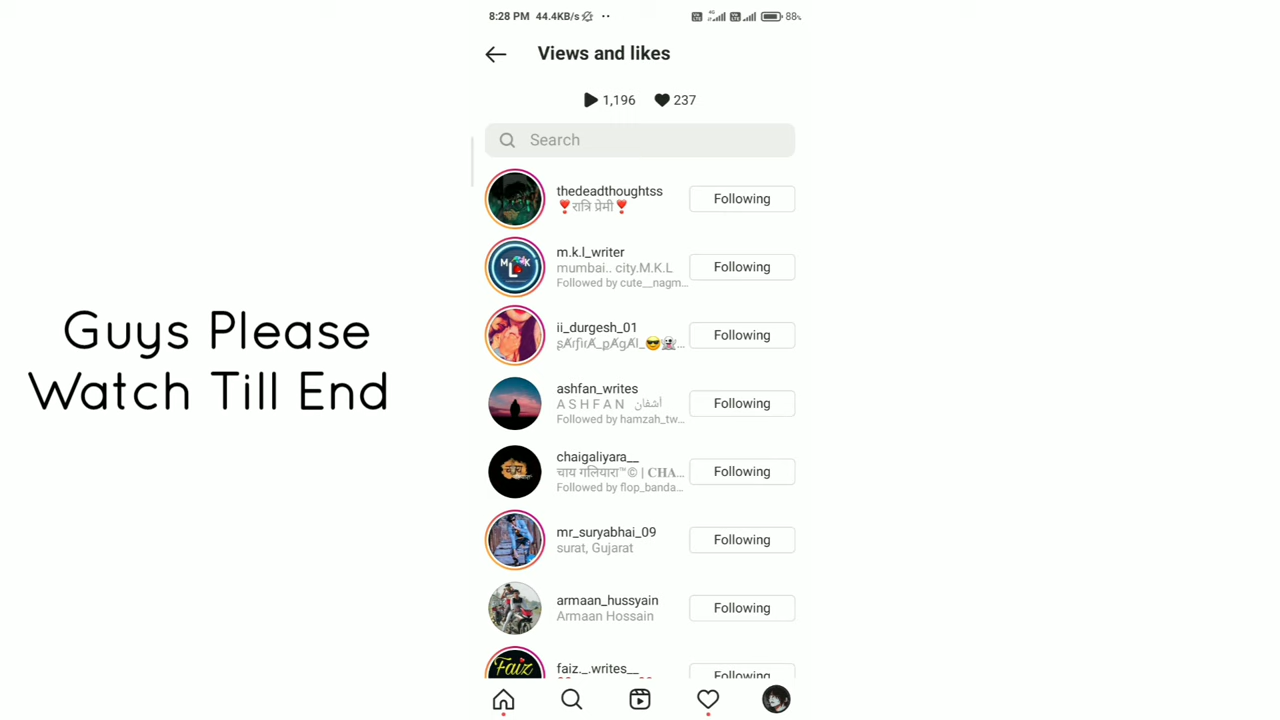 8:28 PM 44.4KB/s
4G
88%
Views and likes
1,196 237
Search
thedeadthoughtss
❣️रात्रि प्रेमी❣️
Following
m.k.l_writer
mumbai.. city.M.K.L
Followed by cute__nagm...
Following
ii_durgesh_01
Following
ashfan_writes
A S H F A N أشفان
Followed by hamzah_tw...
Following
chaigaliyara__
चाय गलियारा™© | CHA...
Followed by flop_banda...
Following
mr_suryabhai_09
surat, Gujarat
Following
armaan_hussyain
Armaan Hossain
Following
Faiz
faiz._.writes__
Following
Guys Please
Watch Till End